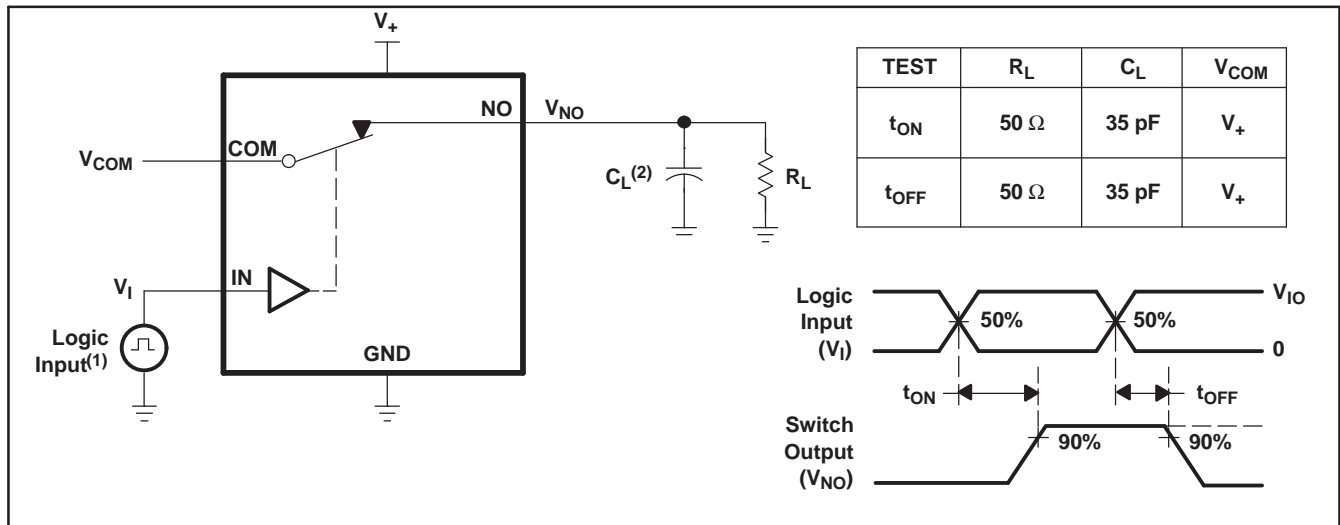 V+
NO VNO
COM
VCOM
CL(2)
RL
IN
VI
Logic
Input(1)
GND
TEST RL CL VCOM
tON 50 Ω 35 pF V+
tOFF 50 Ω 35 pF V+
Logic
Input
(VI)
50%
50%
VIO
0
tON
tOFF
Switch
Output
(VNO)
90%
90%